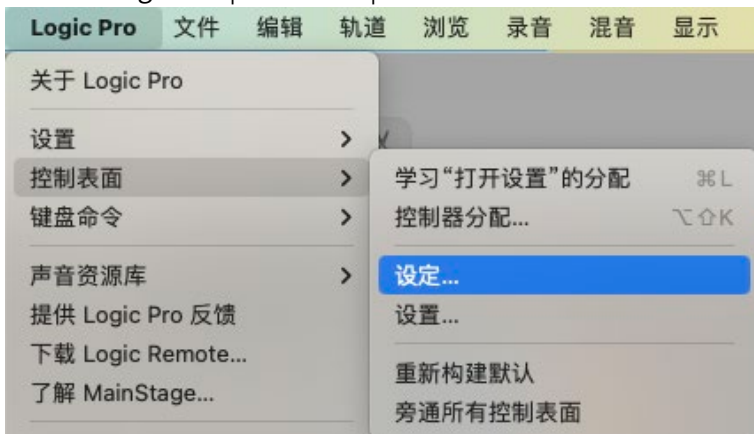 Logic Pro 文件 编辑 轨道 浏览 录音 混音 显示
关于 Logic Pro
设置
控制表面
键盘命令
声音资源库
提供 Logic Pro 反馈
下载 Logic Remote...
了解 MainStage...
学习“打开设置”的分配 ⌘L
控制器分配... ⌥⇧K
设定...
设置...
重新构建默认
旁通所有控制表面